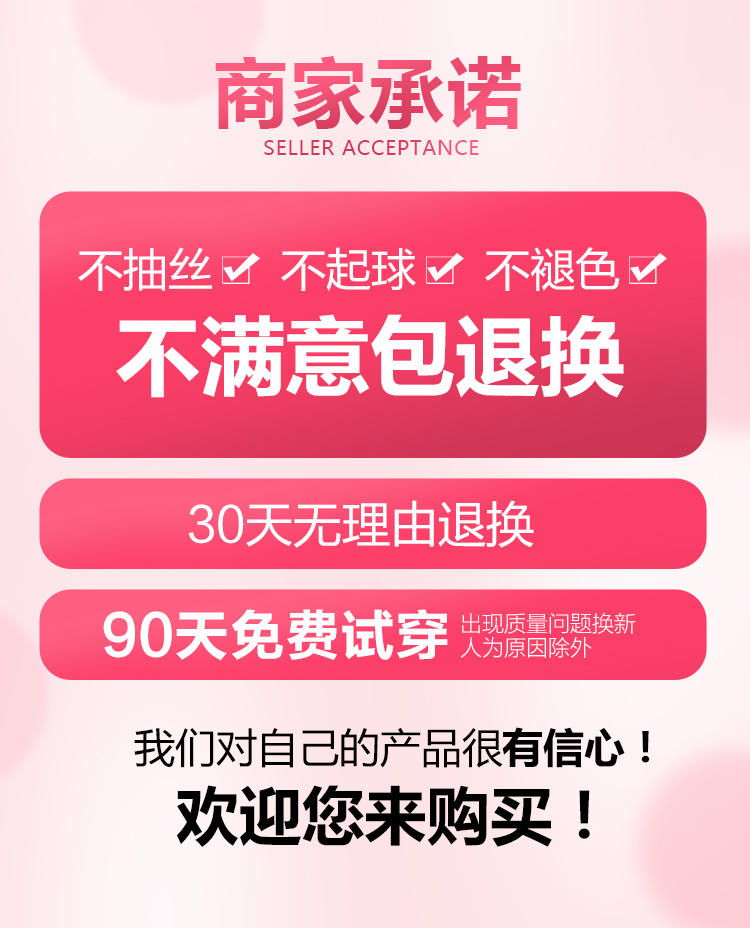 商家承诺
SELLER ACCEPTANCE
不抽丝 不起球 不褪色
不满意包退换
30天无理由退换
90天免费试穿 出现质量问题换新
人为原因除外
我们对自己的产品很有信心！
欢迎您来购买！